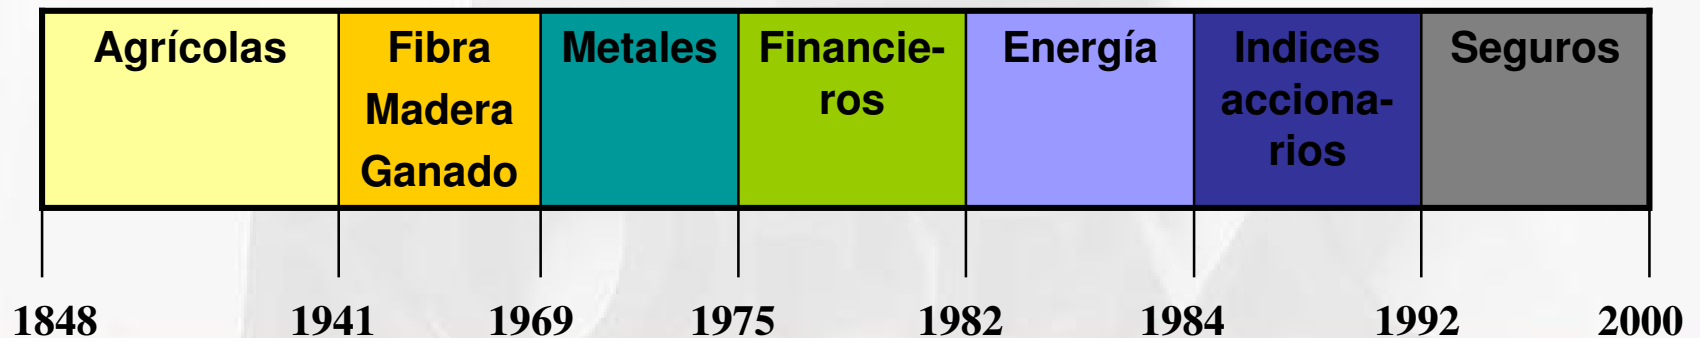 Agrícolas
Fibra
Madera
Ganado
Metales
Financie-
ros
Energía
Indices
acciona-
rios
Seguros
1848 1941 1969 1975 1982 1984 1992 2000